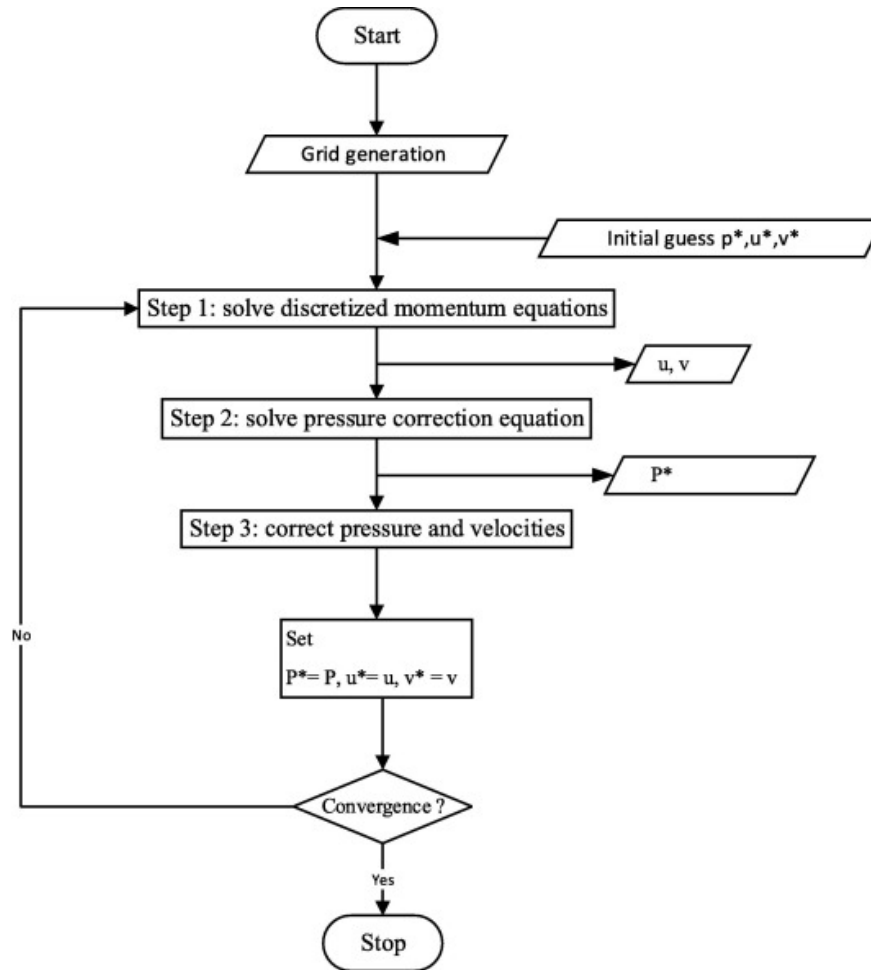 Start
Grid generation
Initial guess p*,u*,v*
Step 1: solve discretized momentum equations
u, v
Step 2: solve pressure correction equation
P*
Step 3: correct pressure and velocities
Set
P*= P, u*= u, v* = v
No
Convergence ?
Yes
Stop